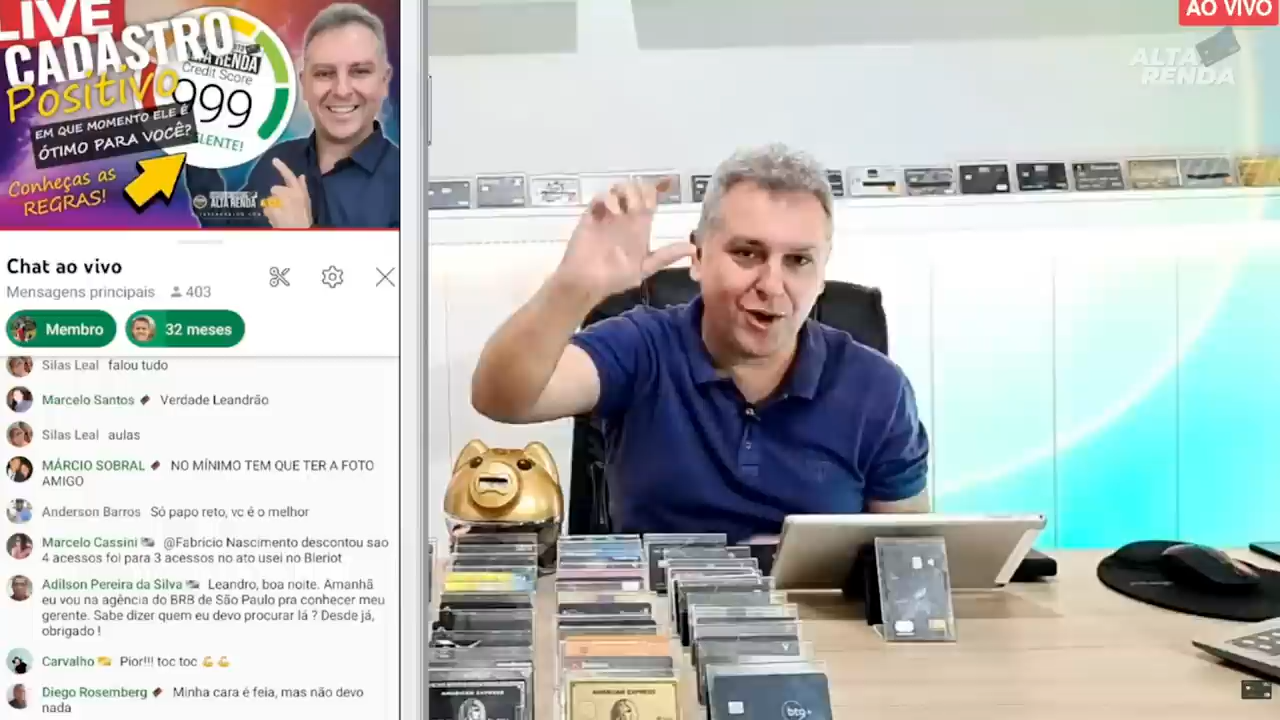 LIVE
CADASTRO
Positivo
EM QUE MOMENTO ELE É
ÓTIMO PARA VOCÊ?
Conheças as
REGRAS!
Credit Score
999
ALTA RENDA
AO VIVO
ALTA
RENDA
Chat ao vivo
Mensagens principais 403
Membro
32 meses
Silas Leal falou tudo
Marcelo Santos Verdade Leandrão
Silas Leal aulas
MÁRCIO SOBRAL NO MÍNIMO TEM QUE TER A FOTO
AMIGO
Anderson Barros Só papo reto, vc é o melhor
Marcelo Cassini @Fabricio Nascimento descontou sao
4 acessos foi para 3 acessos no ato usei no Bleriot
Adilson Pereira da Silva Leandro, boa noite. Amanhã
eu vou na agência do BRB de São Paulo pra conhecer meu
gerente. Sabe dizer quem eu devo procurar lá ? Desde já,
obrigado !
Carvalho Pior!!! toc toc
Diego Rosemberg Minha cara é feia, mas não devo
nada
AMERICAN EXPRESS
AMERICAN EXPRESS
btg+